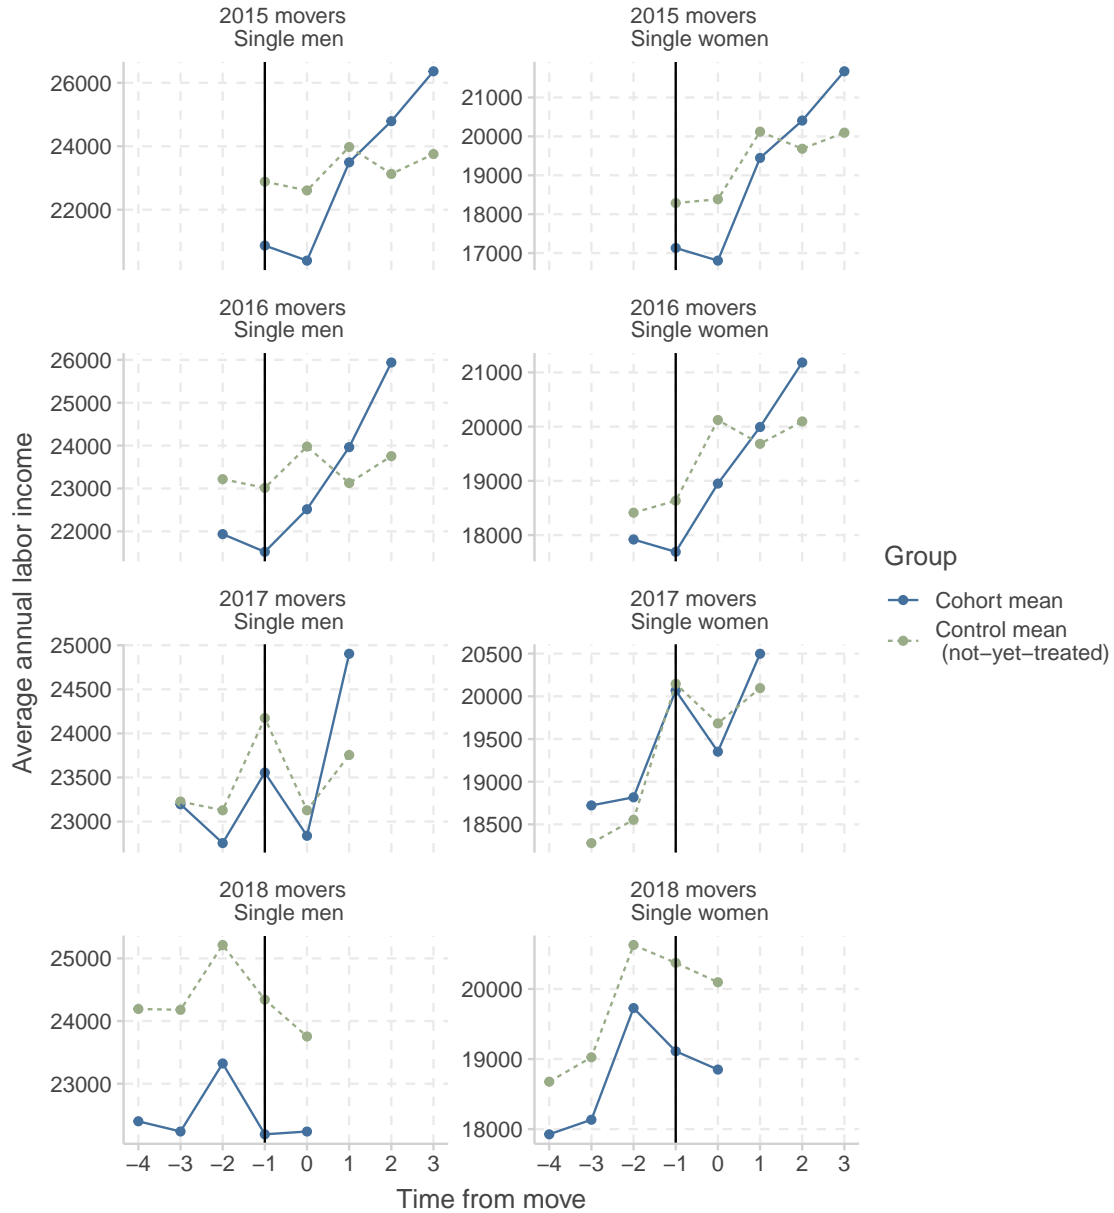 2015 movers
Single men
2015 movers
Single women
26000
24000
22000
21000
20000
19000
18000
17000
2016 movers
Single men
2016 movers
Single women
26000
25000
24000
23000
22000
21000
20000
19000
18000
2017 movers
Single men
2017 movers
Single women
25000
24500
24000
23500
23000
20500
20000
19500
19000
18500
2018 movers
Single men
2018 movers
Single women
25000
24000
23000
20000
19000
18000
−4 −3 −2 −1 0 1 2 3
−4 −3 −2 −1 0 1 2 3
Time from move
Average annual labor income
Group
Cohort mean
Control mean
(not−yet−treated)